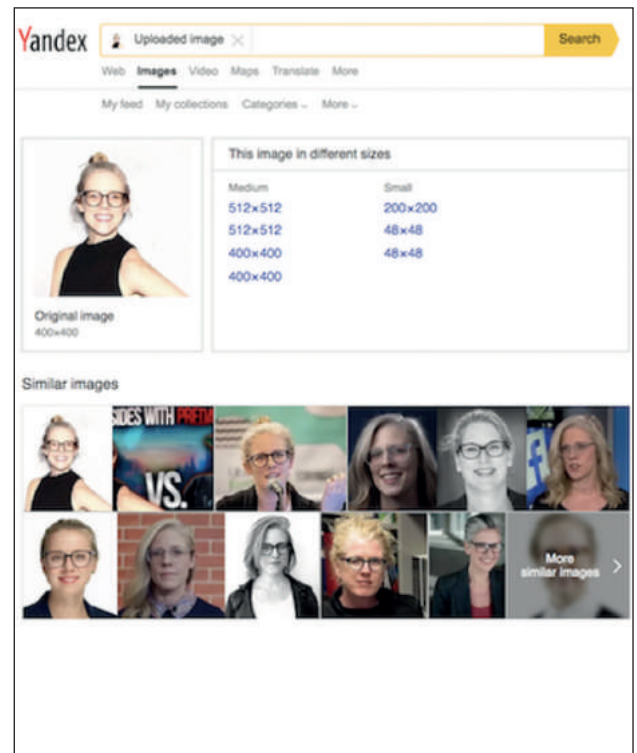 Yandex
Uploaded image
Search
Web Images Video Maps Translate More
My feed My collections Categories More
This image in different sizes
Medium Small
512×512 200×200
512×512 48×48
400×400 48×48
400×400
Original image
400×400
Similar images
SIDES WITH
VS.
More
similar images